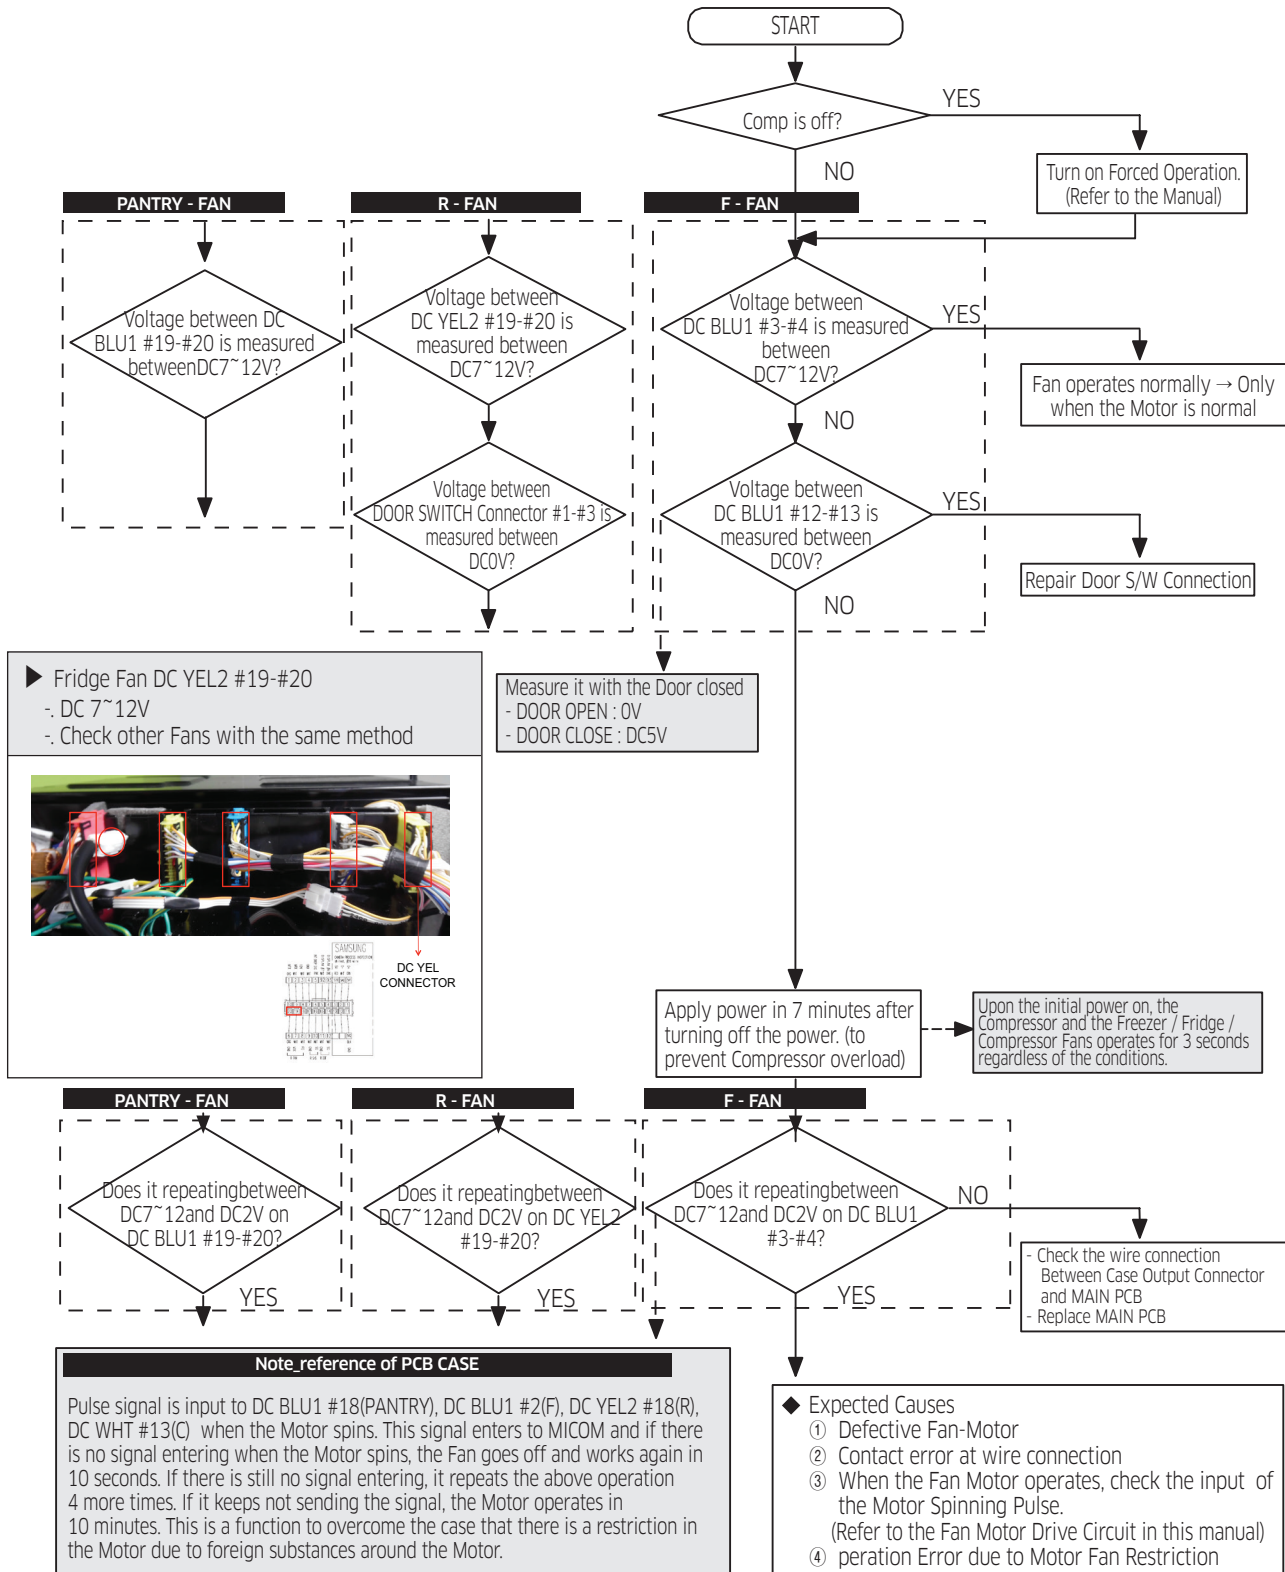 START
Comp is off?
YES
NO
Turn on Forced Operation.
(Refer to the Manual)
PANTRY - FAN
R - FAN
F - FAN
Voltage between DC
BLU1 #19-#20 is measured
betweenDC7~12V?
Voltage between
DC YEL2 #19-#20 is
measured between
DC7~12V?
Voltage between
DC BLU1 #3-#4 is measured
between
DC7~12V?
YES
NO
Fan operates normally → Only
when the Motor is normal
Voltage between
DOOR SWITCH Connector #1-#3 is
measured between
DC0V?
Voltage between
DC BLU1 #12-#13 is
measured between
DC0V?
YES
NO
Repair Door S/W Connection
Measure it with the Door closed
- DOOR OPEN : 0V
- DOOR CLOSE : DC5V
▶ Fridge Fan DC YEL2 #19-#20
-. DC 7~12V
-. Check other Fans with the same method
SAMSUNG
DC YEL
CONNECTOR
Apply power in 7 minutes after
turning off the power. (to
prevent Compressor overload)
Upon the initial power on, the
Compressor and the Freezer / Fridge /
Compressor Fans operates for 3 seconds
regardless of the conditions.
PANTRY - FAN
R - FAN
F - FAN
Does it repeatingbetween
DC7~12and DC2V on
DC BLU1 #19-#20?
YES
Does it repeatingbetween
DC7~12and DC2V on DC YEL2
#19-#20?
YES
Does it repeatingbetween
DC7~12and DC2V on DC BLU1
#3-#4?
NO
YES
- Check the wire connection
Between Case Output Connector
and MAIN PCB
- Replace MAIN PCB
Note_reference of PCB CASE
Pulse signal is input to DC BLU1 #18(PANTRY), DC BLU1 #2(F), DC YEL2 #18(R),
DC WHT #13(C) when the Motor spins. This signal enters to MICOM and if there
is no signal entering when the Motor spins, the Fan goes off and works again in
10 seconds. If there is still no signal entering, it repeats the above operation
4 more times. If it keeps not sending the signal, the Motor operates in
10 minutes. This is a function to overcome the case that there is a restriction in
the Motor due to foreign substances around the Motor.
◆ Expected Causes
① Defective Fan-Motor
② Contact error at wire connection
③ When the Fan Motor operates, check the input of
the Motor Spinning Pulse.
(Refer to the Fan Motor Drive Circuit in this manual)
④ peration Error due to Motor Fan Restriction